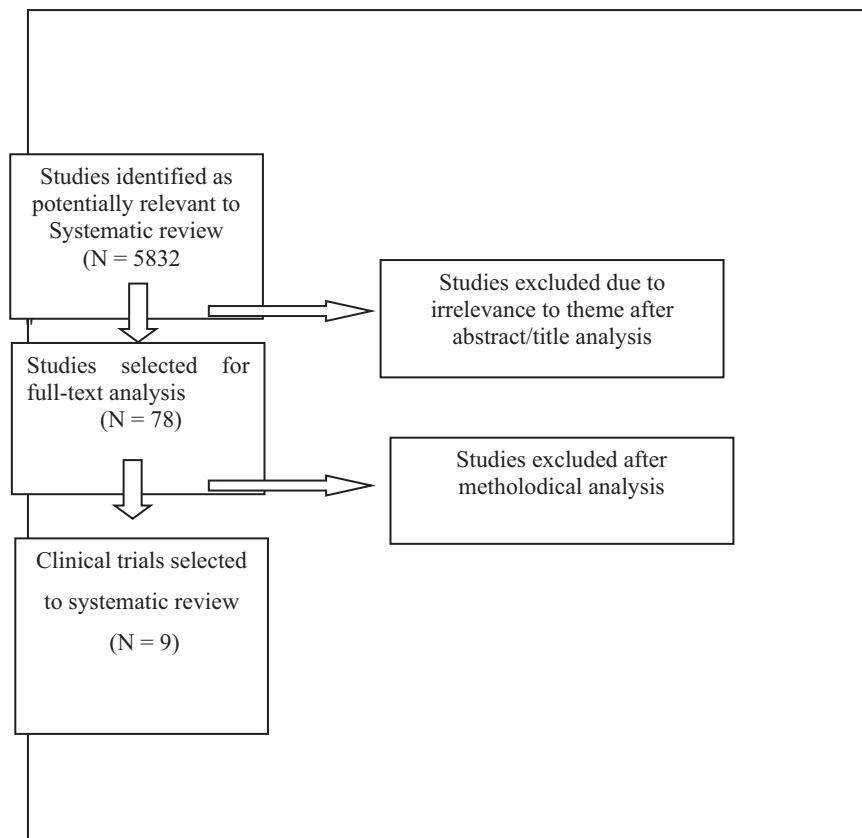 Studies identified as
potentially relevant to
Systematic review
(N = 5832
Studies excluded due to
irrelevance to theme after
abstract/title analysis
"
Studies selected for
full-text analysis
(N = 78)
Studies excluded after
metholodical analysis
Clinical trials selected
to systematic review
(N = 9)